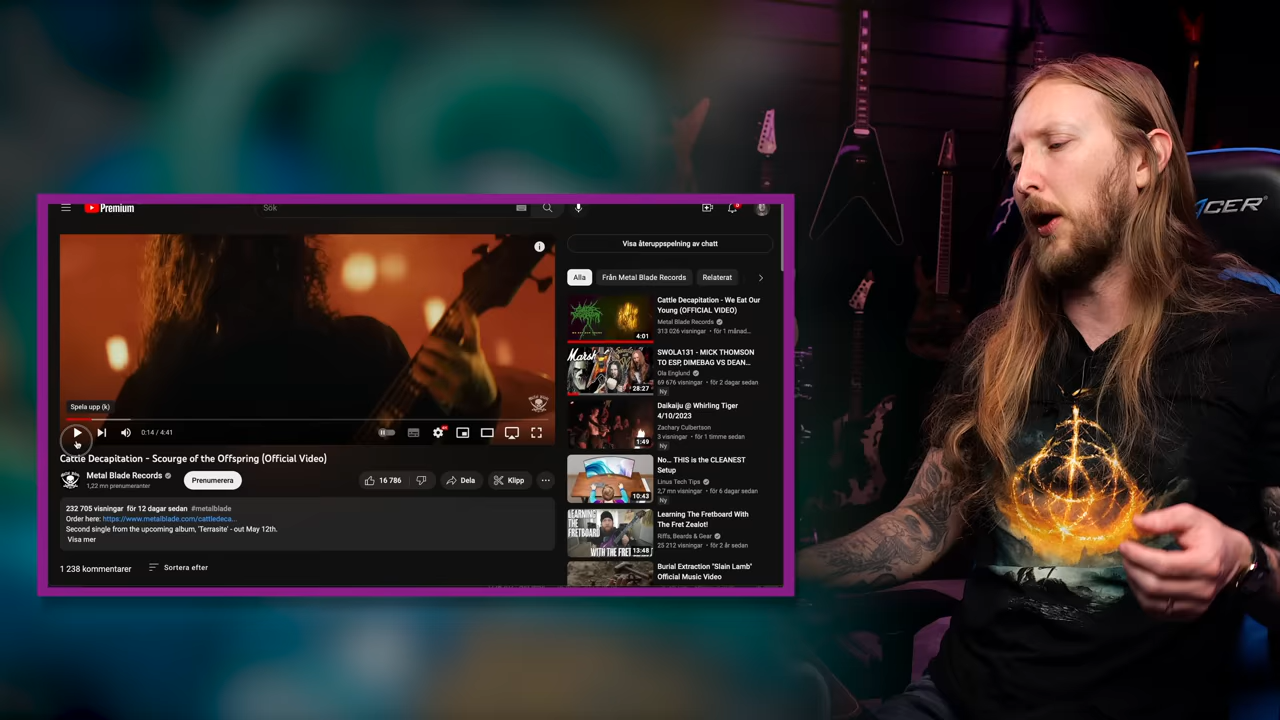 Premium
Sök
Visa återuppspelning av chatt
Alla
Från Metal Blade Records
Relaterat
Spela upp (k)
0:14 / 4:41
Cattle Decapitation - Scourge of the Offspring (Official Video)
Metal Blade Records
1,22 mn prenumeranter
Prenumerera
16 786
Dela
Klipp
232 705 visningar för 12 dagar sedan #metalblade
Order here: https://www.metalblade.com/cattledeca...
Second single from the upcoming album, 'Terrasite' - out May 12th.
Visa mer
1 238 kommentarer
Sortera efter
4:01
Cattle Decapitation - We Eat Our
Young (OFFICIAL VIDEO)
Metal Blade Records
313 026 visningar • för 1 månad...
28:27
SWOLA131 - MICK THOMSON
TO ESP, DIMEBAG VS DEAN...
Ola Englund
69 676 visningar • för 2 dagar sedan
Ny
1:49
Daikaiju @ Whirling Tiger
4/10/2023
Zachary Culbertson
3 visningar • för 1 timme sedan
Ny
10:43
No... THIS is the CLEANEST
Setup
Linus Tech Tips
2,7 mn visningar • för 6 dagar sedan
Ny
LEARNING
THE
FRETBOARD
WITH THE FRET
13:48
Learning The Fretboard With
The Fret Zealot!
Riffs, Beards & Gear
25 212 visningar • för 2 år sedan
Burial Extraction "Slain Lamb"
Official Music Video
CER